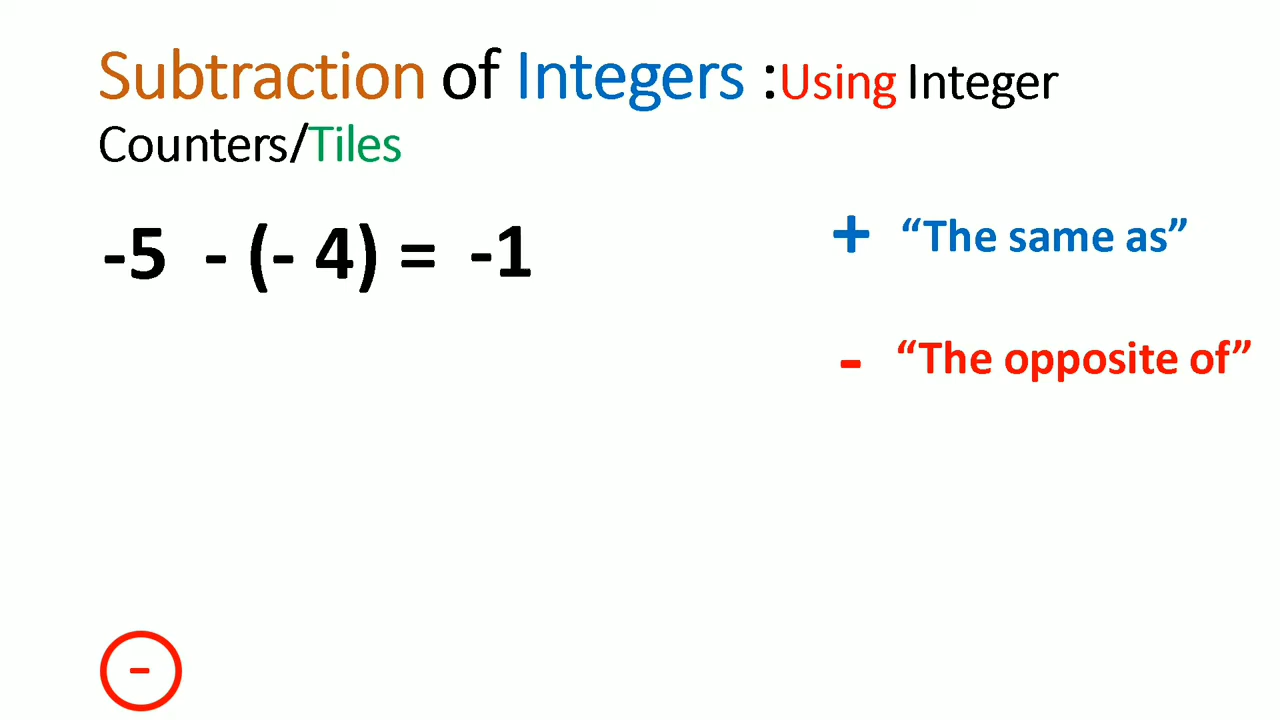 Subtraction of Integers :Using Integer
Counters/Tiles
-5 - (- 4) = -1
+ “The same as”
- “The opposite of”
-